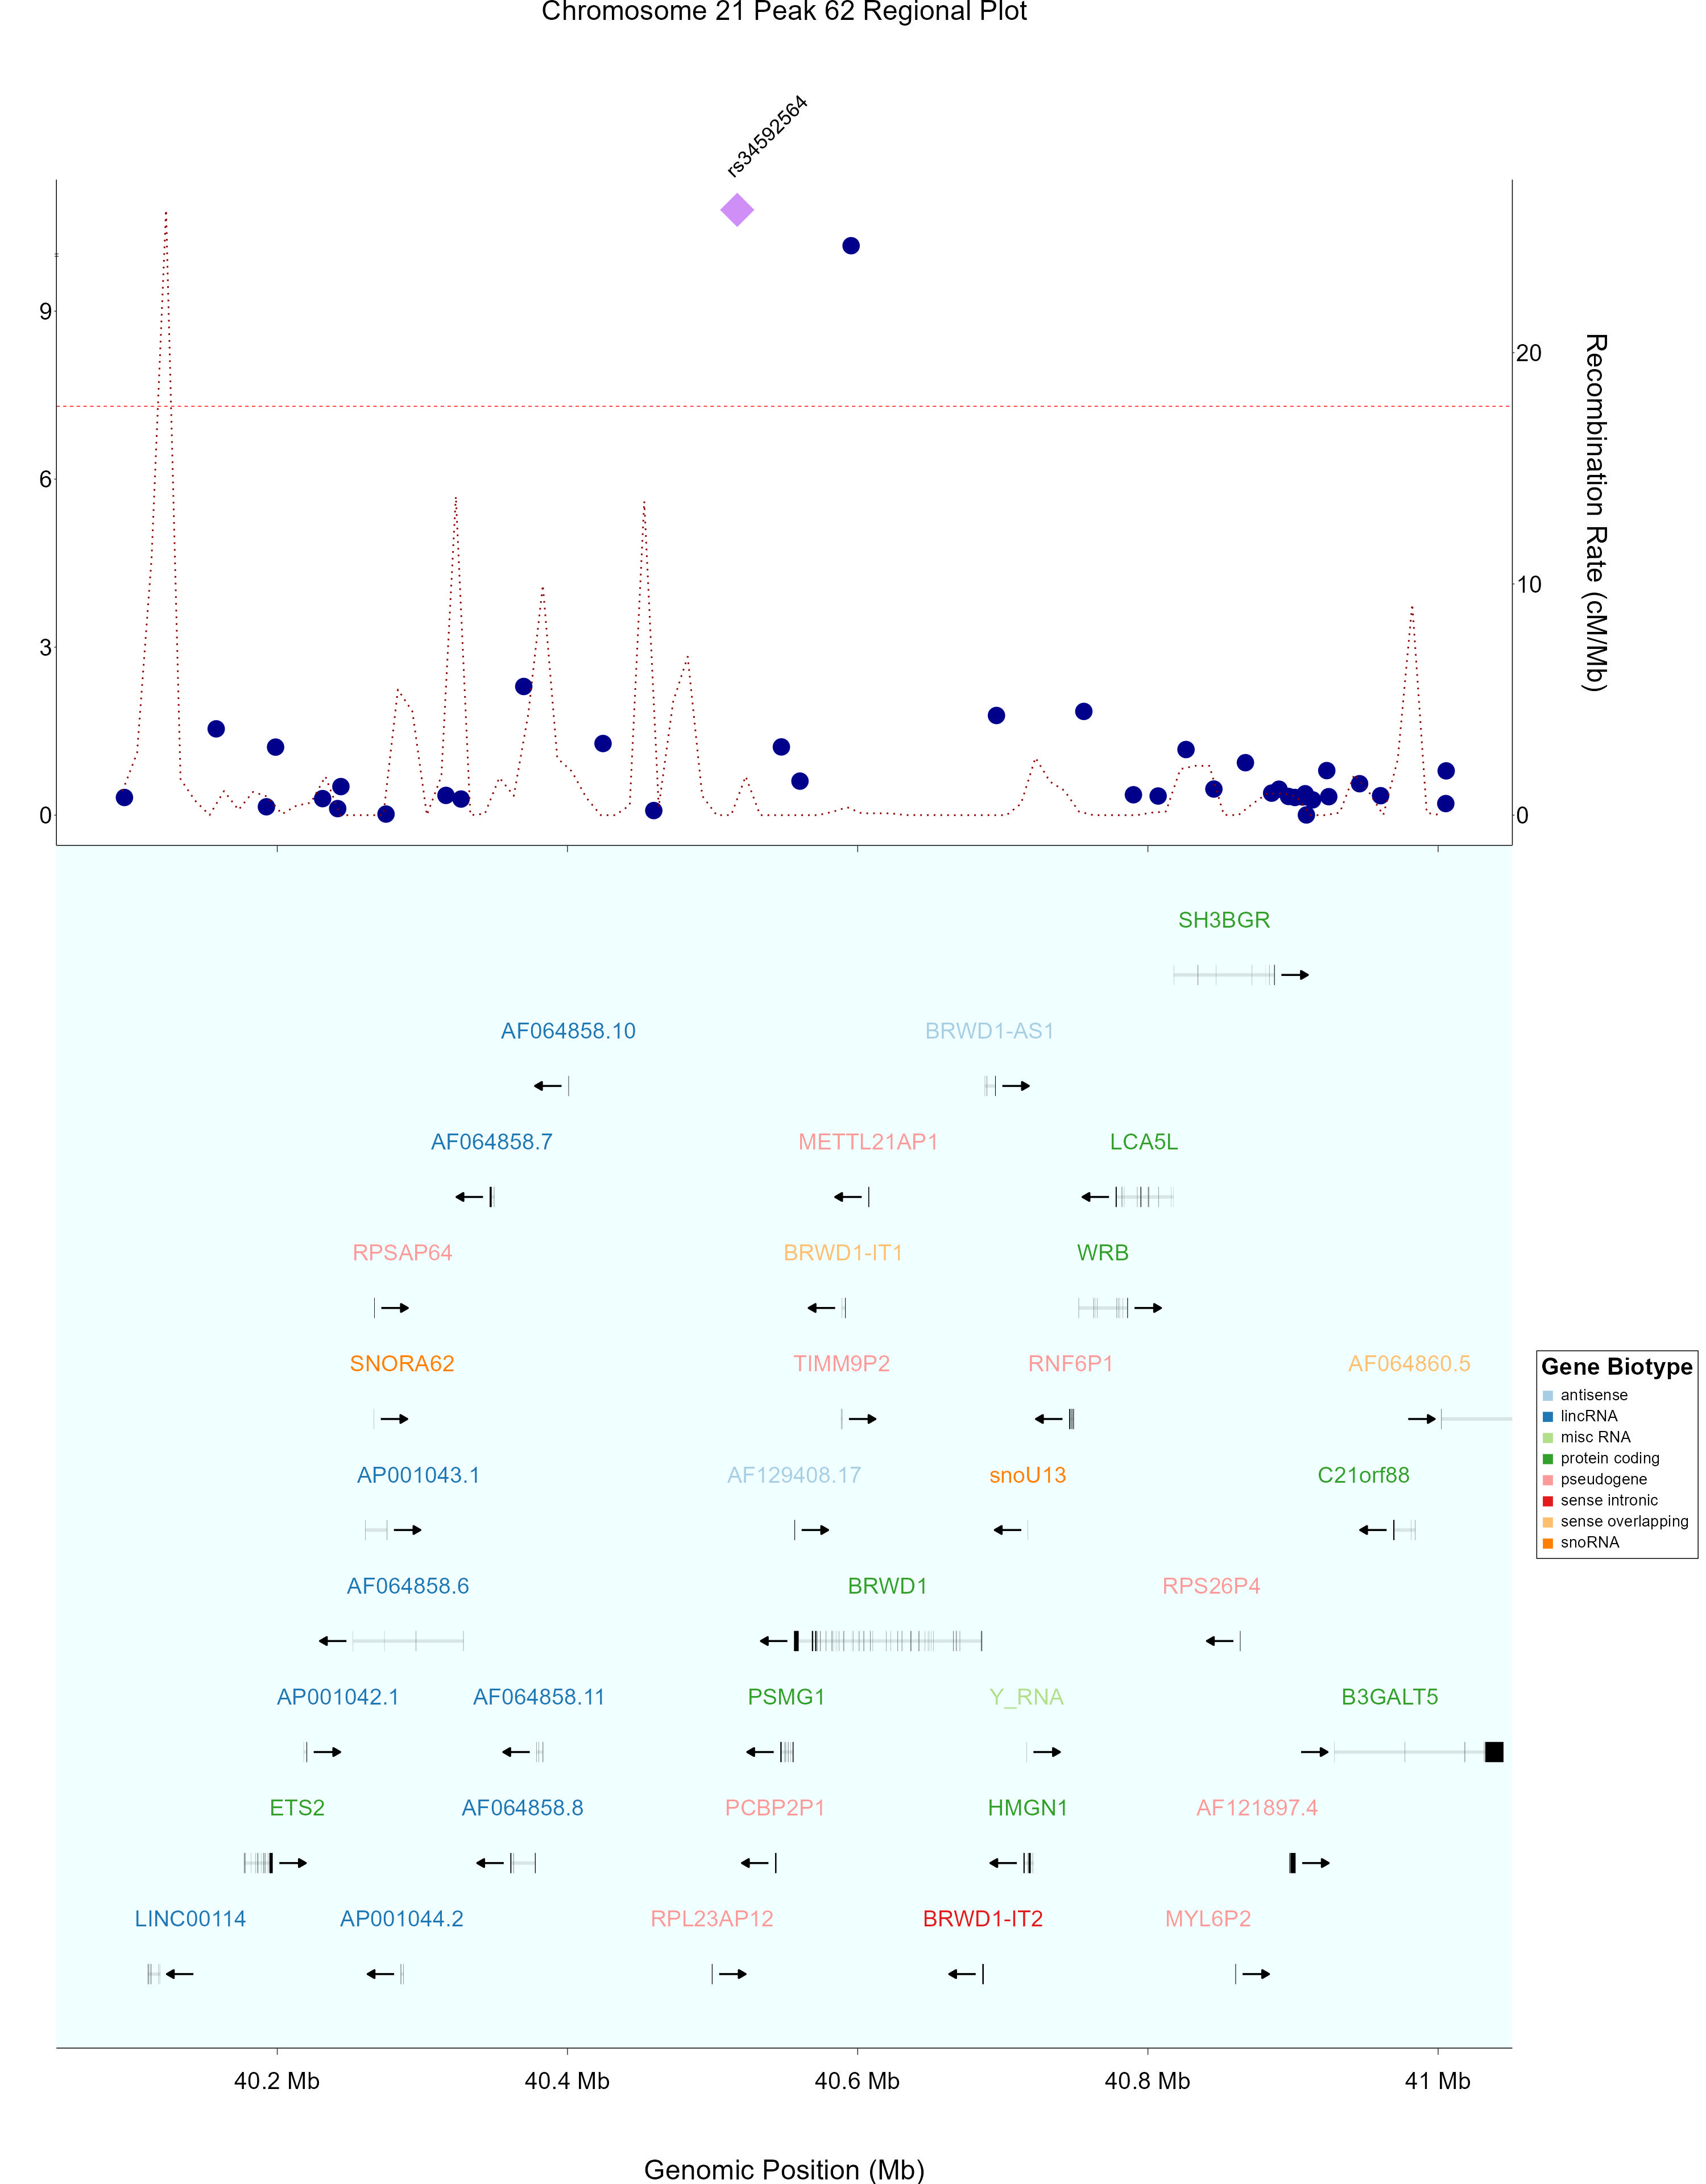 Chromosome 21 Peak 62 Regional Plot
rs34592564
9
6
3
0
20
10
0
Recombination Rate (cM/Mb)
SH3BGR
AF064858.10
BRWD1-AS1
AF064858.7
METTL21AP1
LCA5L
RPSAP64
BRWD1-IT1
WRB
SNORA62
TIMM9P2
RNF6P1
AF064860.5
AP001043.1
AF129408.17
snoU13
C21orf88
AF064858.6
BRWD1
RPS26P4
AP001042.1
AF064858.11
PSMG1
Y_RNA
B3GALT5
ETS2
AF064858.8
PCBP2P1
HMGN1
AF121897.4
LINC00114
AP001044.2
RPL23AP12
BRWD1-IT2
MYL6P2
Gene Biotype
antisense
lincRNA
misc RNA
protein coding
pseudogene
sense intronic
sense overlapping
snoRNA
40.2 Mb
40.4 Mb
40.6 Mb
40.8 Mb
41 Mb
Genomic Position (Mb)